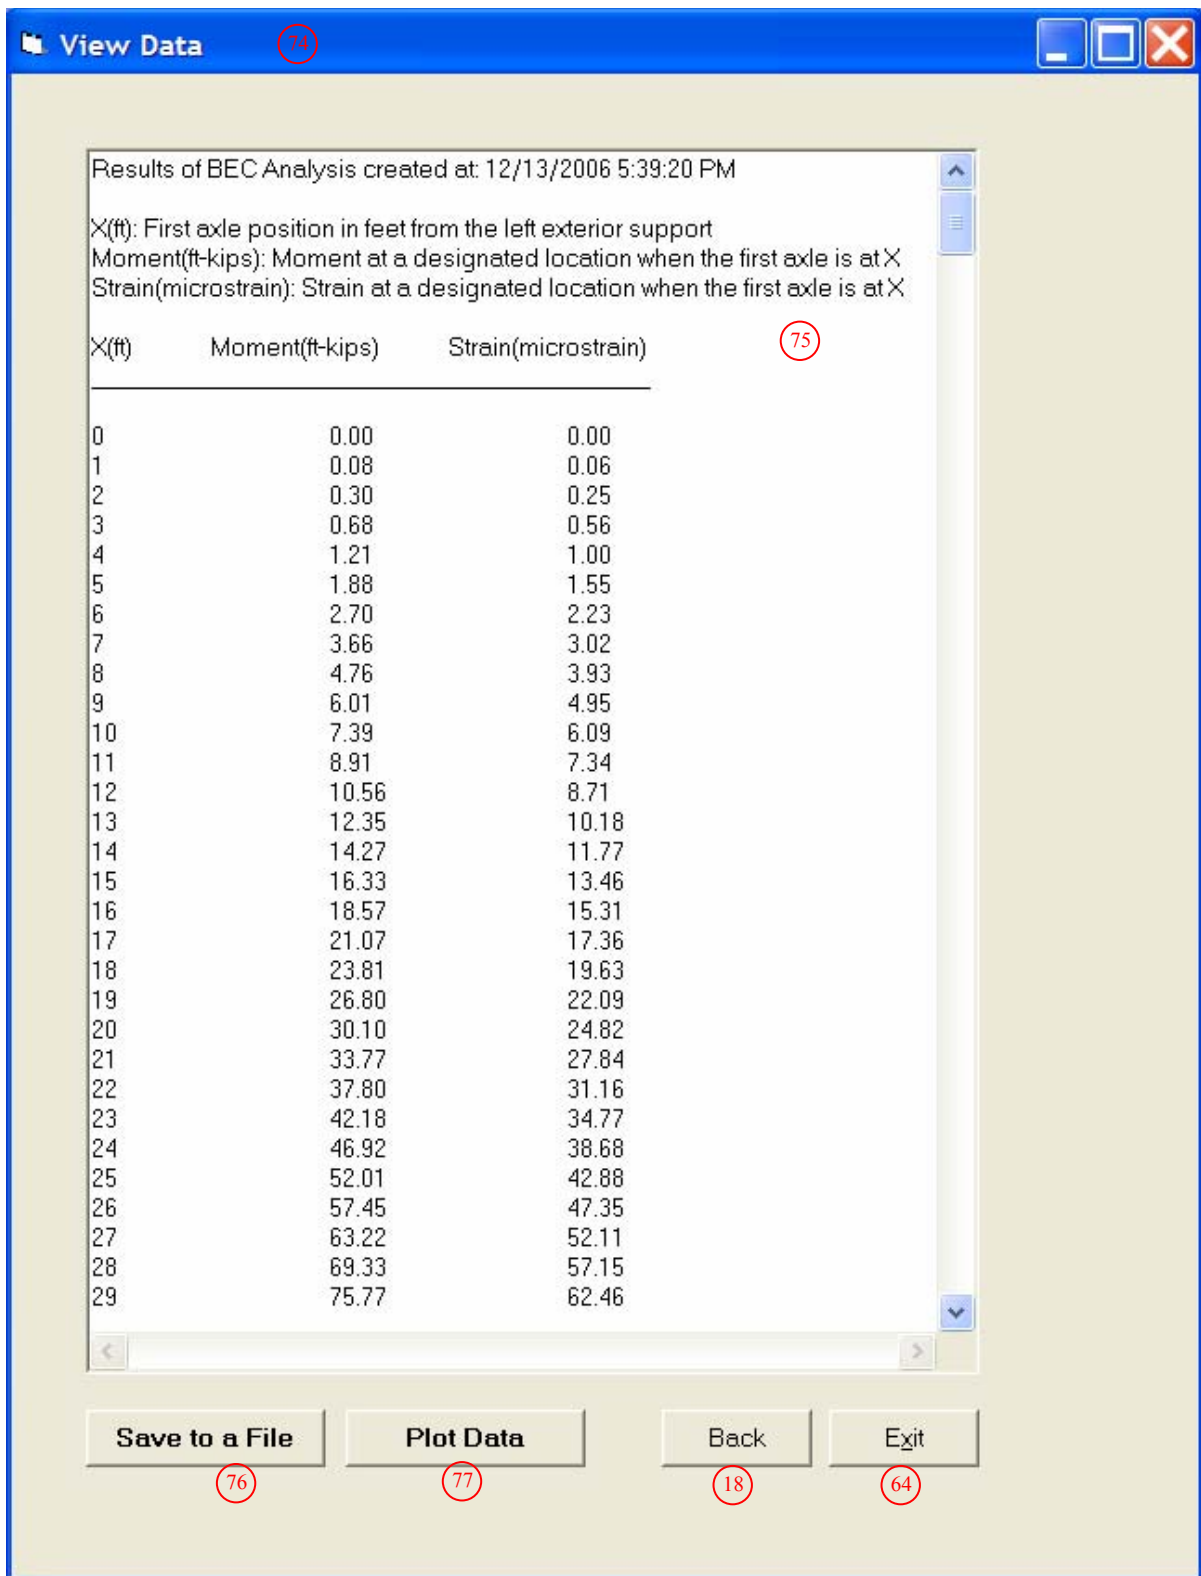 View Data 74
Results of BEC Analysis created at: 12/13/2006 5:39:20 PM
X(ft): First axle position in feet from the left exterior support
Moment(ft-kips): Moment at a designated location when the first axle is at X
Strain(microstrain): Strain at a designated location when the first axle is at X
75
X(ft) Moment(ft-kips) Strain(microstrain)
0 0.00 0.00
1 0.08 0.06
2 0.30 0.25
3 0.68 0.56
4 1.21 1.00
5 1.88 1.55
6 2.70 2.23
7 3.66 3.02
8 4.76 3.93
9 6.01 4.95
10 7.39 6.09
11 8.91 7.34
12 10.56 8.71
13 12.35 10.18
14 14.27 11.77
15 16.33 13.46
16 18.57 15.31
17 21.07 17.36
18 23.81 19.63
19 26.80 22.09
20 30.10 24.82
21 33.77 27.84
22 37.80 31.16
23 42.18 34.77
24 46.92 38.68
25 52.01 42.88
26 57.45 47.35
27 63.22 52.11
28 69.33 57.15
29 75.77 62.46
Save to a File Plot Data Back Exit
76 77 18 64